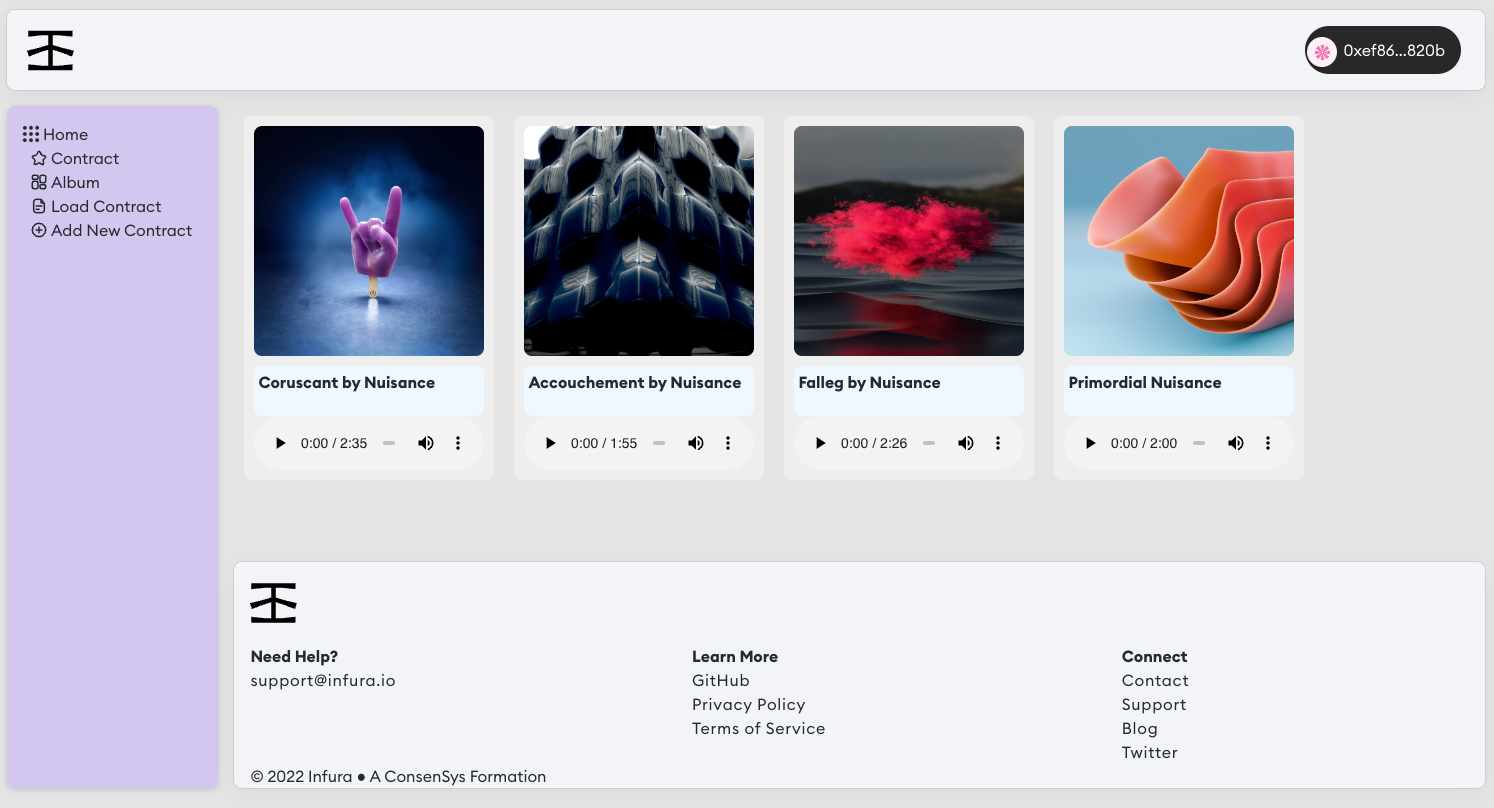 0xef86...820b
Home
Contract
Album
Load Contract
Add New Contract
Coruscant by Nuisance
0:00 / 2:35
Accouchement by Nuisance
0:00 / 1:55
Falleg by Nuisance
0:00 / 2:26
Primordial Nuisance
0:00 / 2:00
Need Help?
support@infura.io
Learn More
GitHub
Privacy Policy
Terms of Service
Connect
Contact
Support
Blog
Twitter
© 2022 Infura ● A ConsenSys Formation